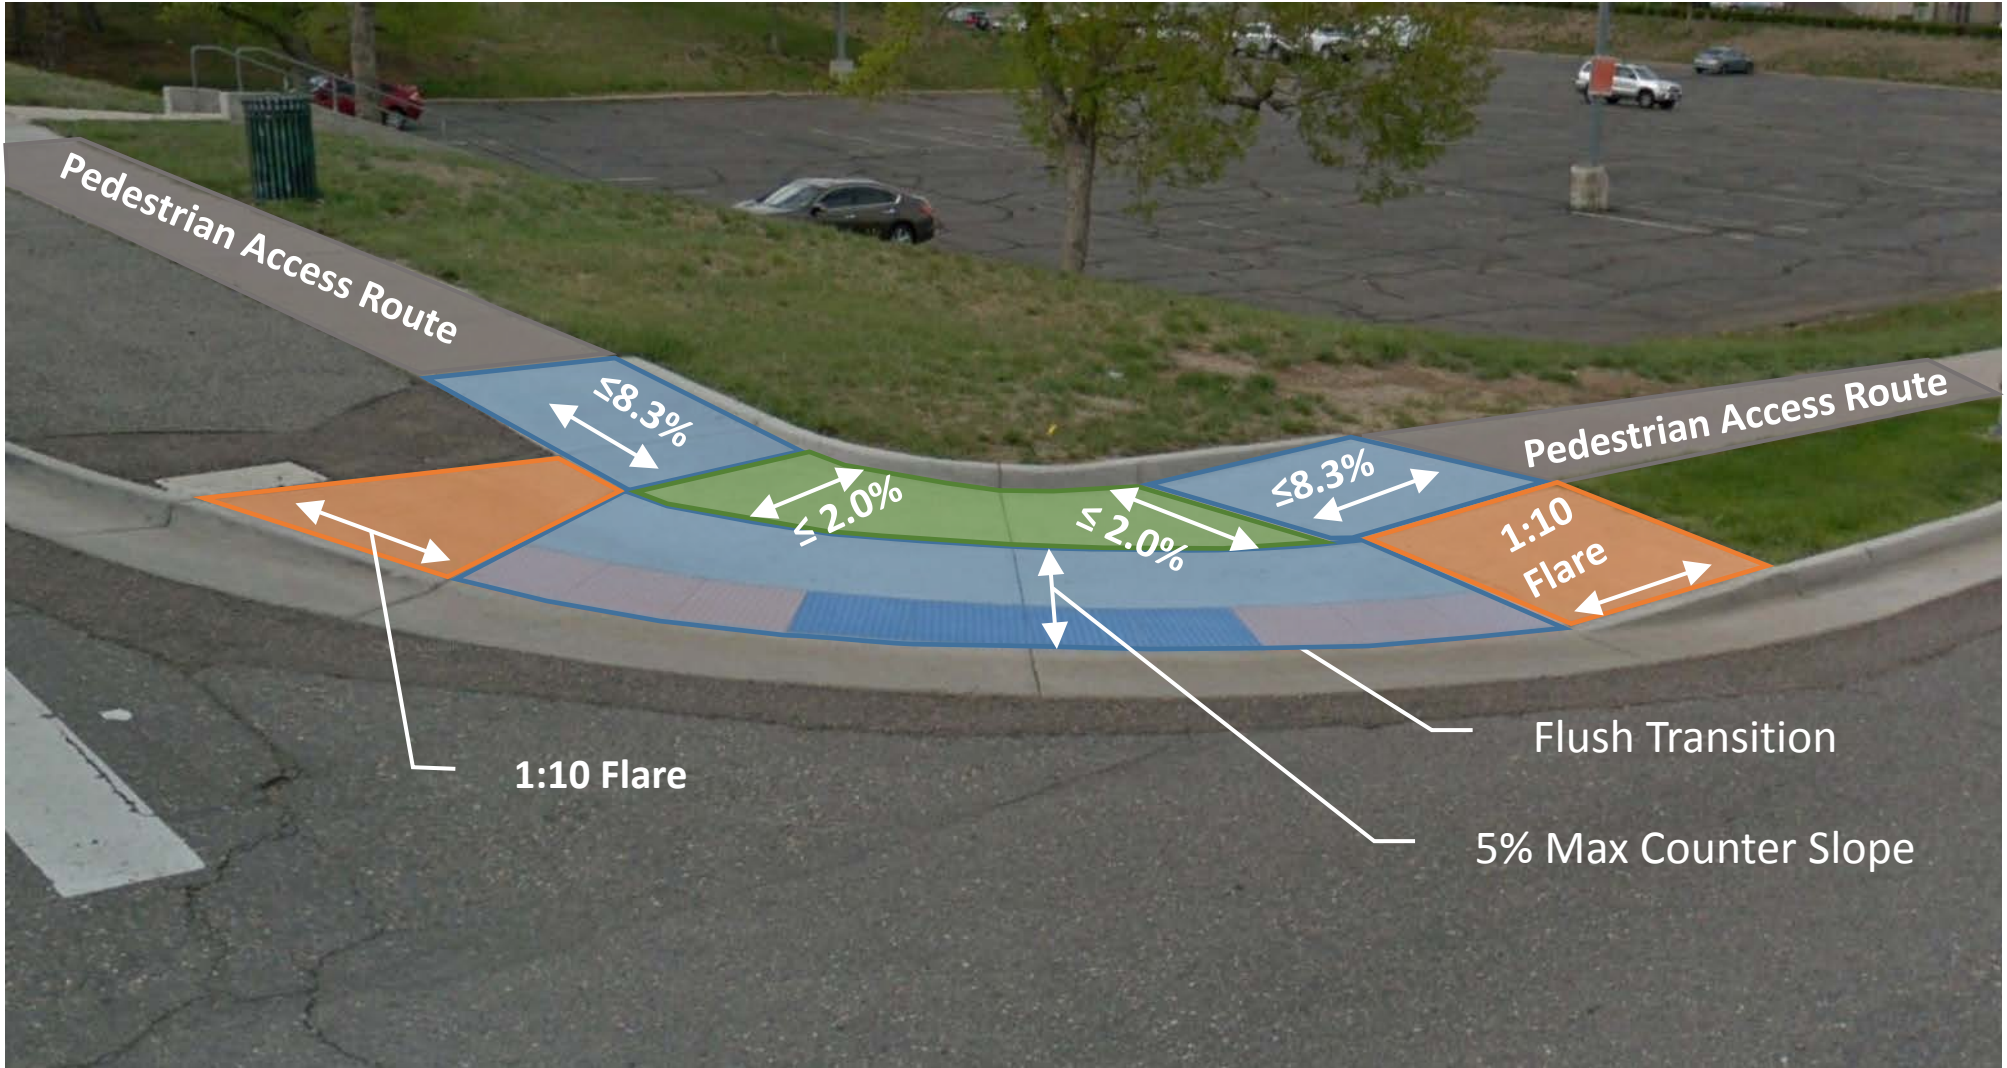 Pedestrian Access Route
≤8.3%
≤ 2.0%
≤ 2.0%
≤8.3%
Pedestrian Access Route
1:10
Flare
1:10 Flare
Flush Transition
5% Max Counter Slope